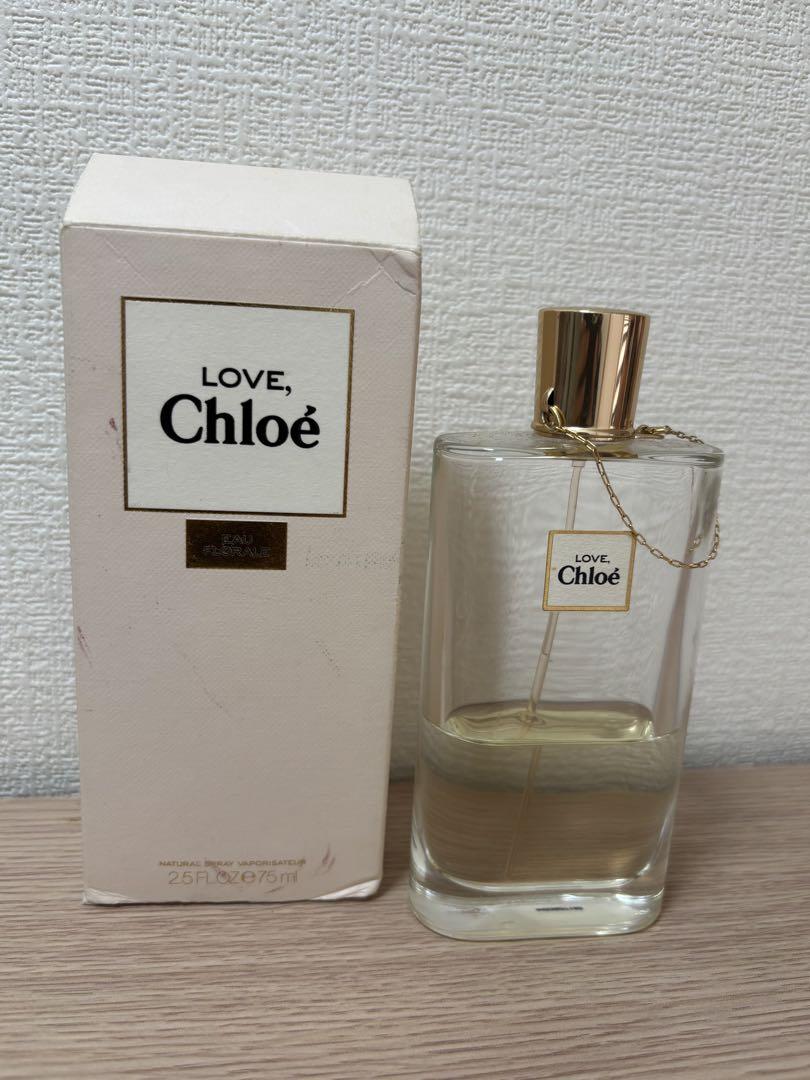 LOVE,
Chloé
EAU
FLORALE
NATURAL SPRAY VAPORISATEUR
2.5 FL.OZ e 75 ml
LOVE,
Chloé